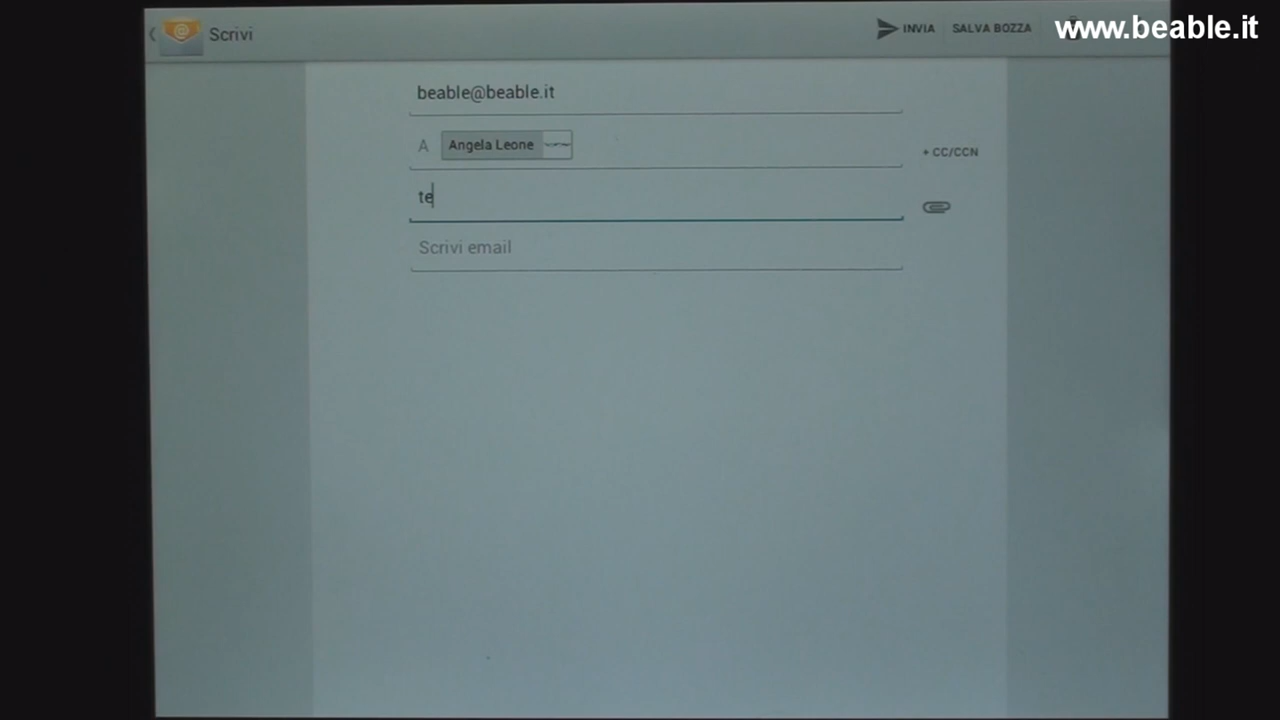 Scrivi
INVIA
SALVA BOZZA
www.beable.it
beable@beable.it
A Angela Leone
+ CC/CCN
te
Scrivi email